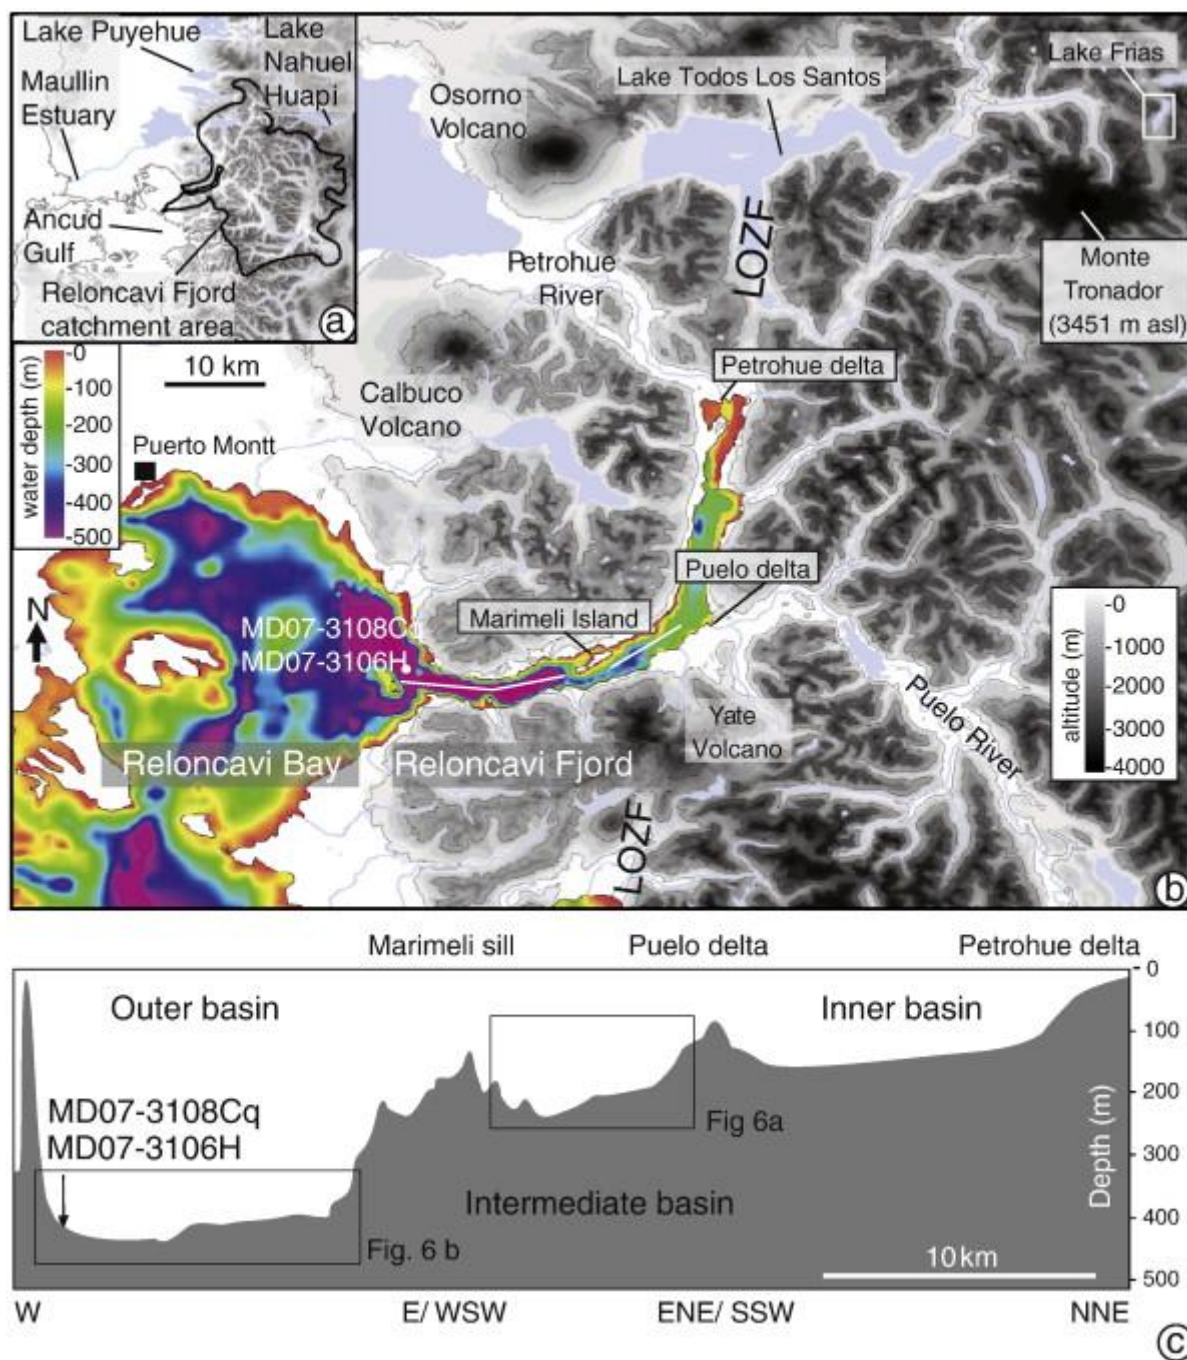 Lake Puyehue
Lake
Nahuel
Huapi
Maullin
Estuary
Ancud
Gulf
Reloncavi Fjord
catchment area
a
Osorno
Volcano
Lake Todos Los Santos
Lake Frias
LOZF
Petrohue
River
Monte
Tronador
(3451 m asl)
water depth (m)
-0
-100
-200
-300
-400
-500
10 km
Puerto Montt
Calbuco
Volcano
Petrohue delta
Puelo delta
Marimeli Island
N
MD07-3108Cq
MD07-3106H
Reloncavi Bay
Reloncavi Fjord
Yate
Volcano
Puelo River
LOZF
altitude (m)
-0
-1000
-2000
-3000
-4000
b
Marimeli sill
Puelo delta
Petrohue delta
Outer basin
Inner basin
MD07-3108Cq
MD07-3106H
Fig 6a
Intermediate basin
Fig. 6 b
10 km
Depth (m)
0
100
200
300
400
500
W
E/ WSW
ENE/ SSW
NNE
c